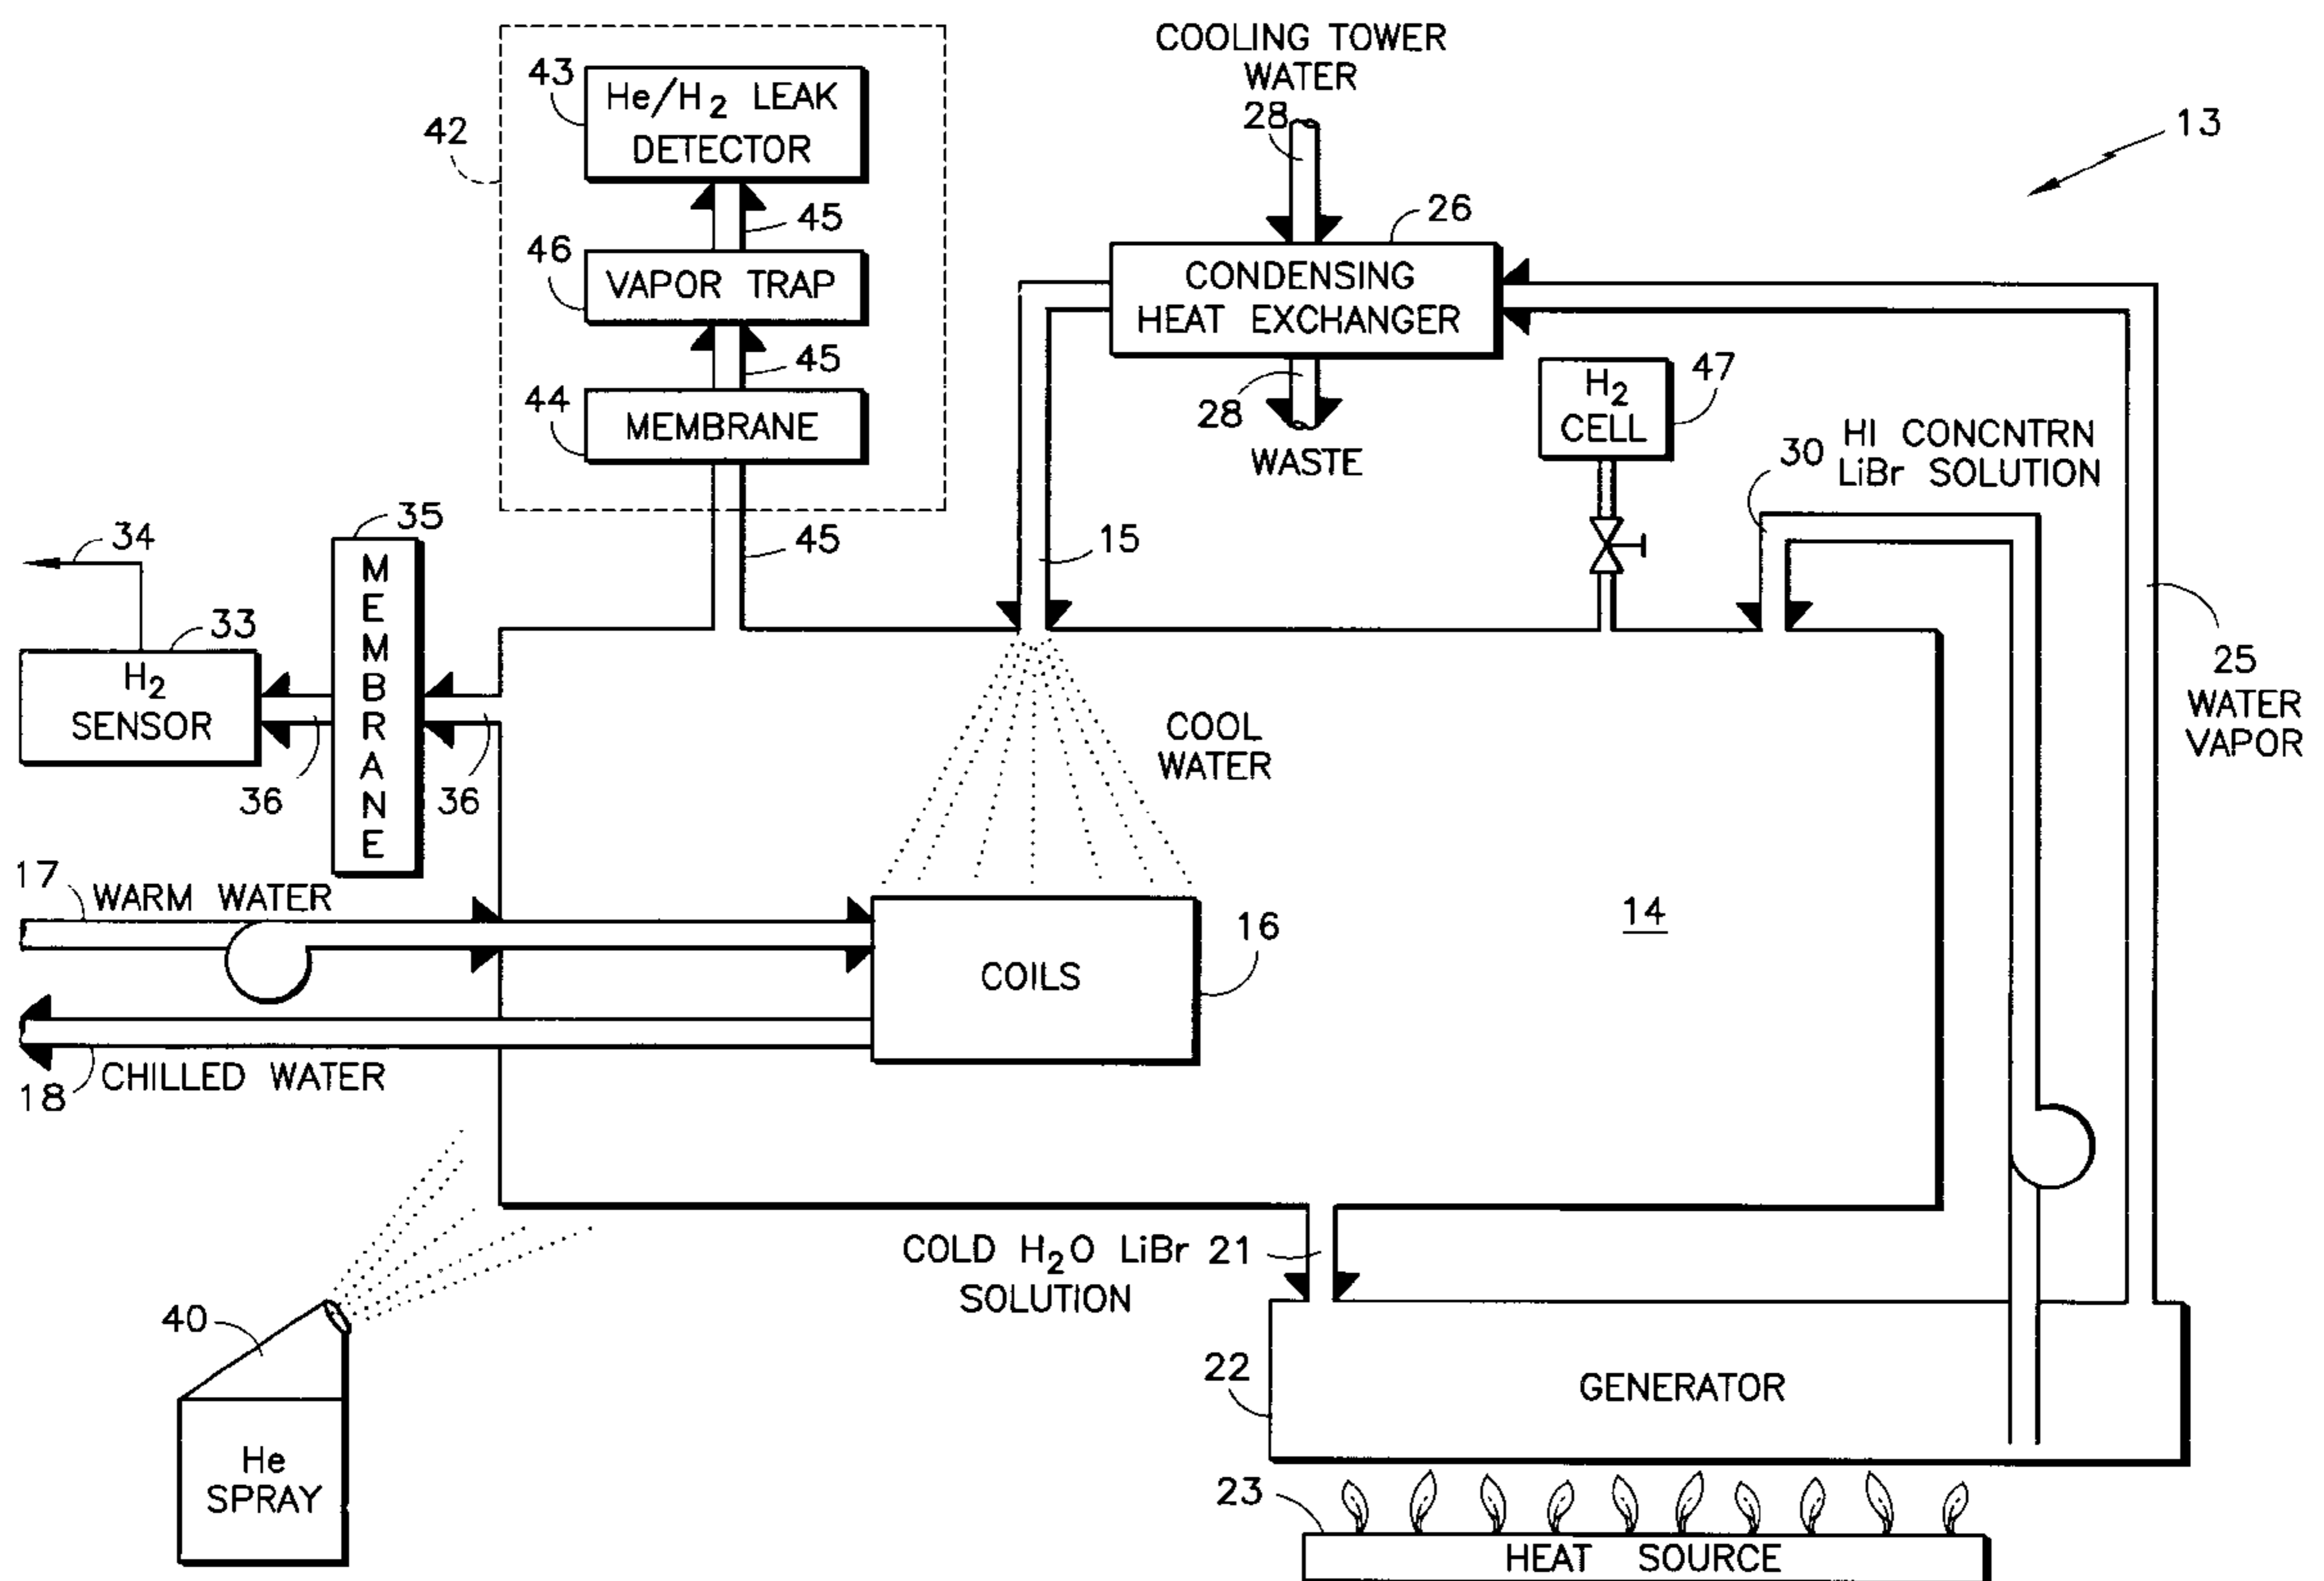 COOLING TOWER
WATER
28
43
He/H2 LEAK
DETECTOR
42
13
45
26
46
VAPOR TRAP
CONDENSING
HEAT EXCHANGER
45
44
MEMBRANE
28
WASTE
H2
CELL
47
30
HI CONCNTRN
LiBr SOLUTION
35
34
45
15
MEMBRANE
33
H2
SENSOR
36
36
25
WATER
VAPOR
COOL
WATER
17
WARM WATER
14
16
COILS
18
CHILLED WATER
COLD H2O LiBr
SOLUTION
21
40
22
GENERATOR
He
SPRAY
23
HEAT SOURCE